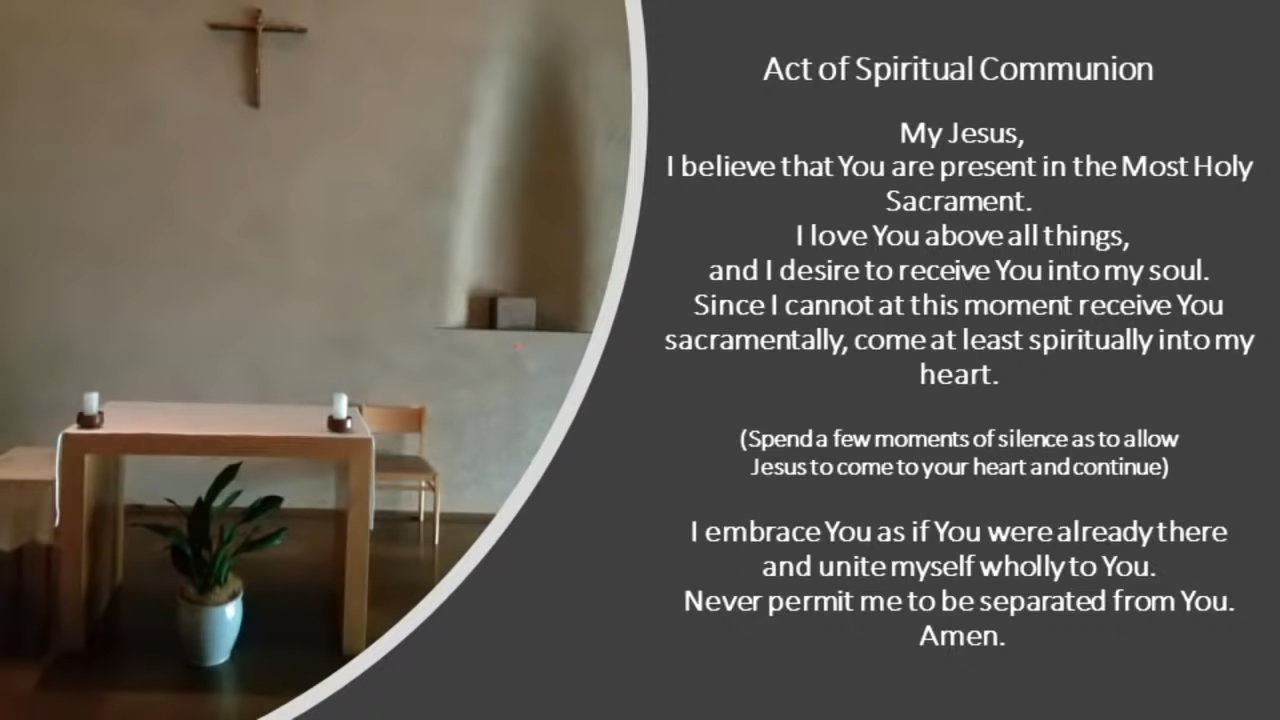 Act of Spiritual Communion
My Jesus,
I believe that You are present in the Most Holy
Sacrament.
I love You above all things,
and I desire to receive You into my soul.
Since I cannot at this moment receive You
sacramentally, come at least spiritually into my
heart.
(Spend a few moments of silence as to allow
Jesus to come to your heart and continue)
I embrace You as if You were already there
and unite myself wholly to You.
Never permit me to be separated from You.
Amen.